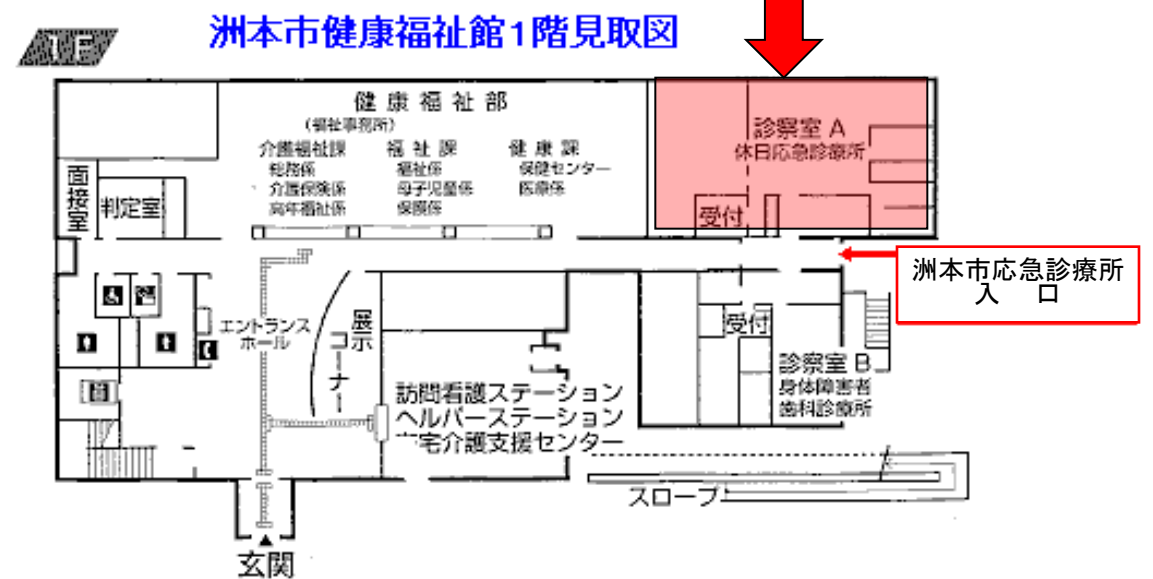 1F
洲本市健康福祉館1階見取図
健康福祉部
(福祉事務所)
介護福祉課
総務係
介護保険係
高年福祉係
福祉課
福祉係
母子児童係
保護係
健康課
保健センター
医療係
診察室 A
休日応急診療所
受付
面接室
判定室
洲本市応急診療所
入 口
エントランス
ホール
展示
コーナー
受付
診察室 B
身体障害者
歯科診療所
訪問看護ステーション
ヘルパーステーション
宅介護支援センター
スロープ
玄関